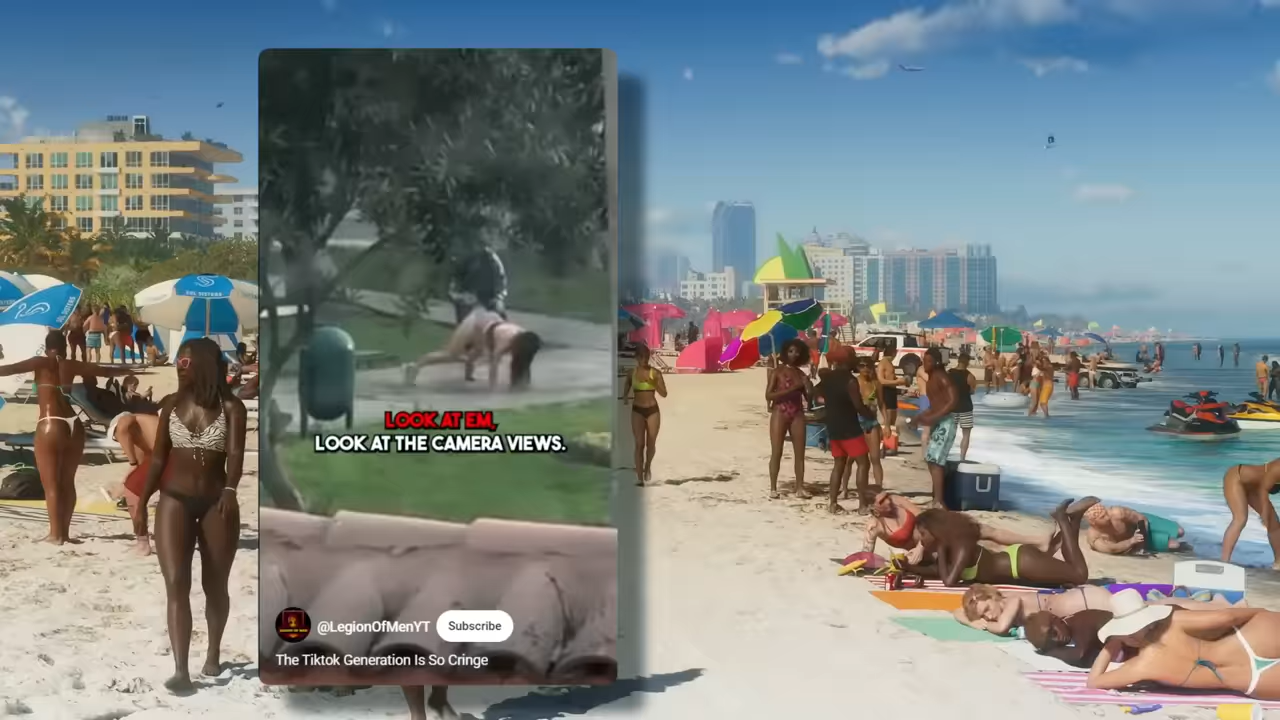 LOOK AT EM,
LOOK AT THE CAMERA VIEWS.
@LegionOfMenYT
Subscribe
The Tiktok Generation Is So Cringe